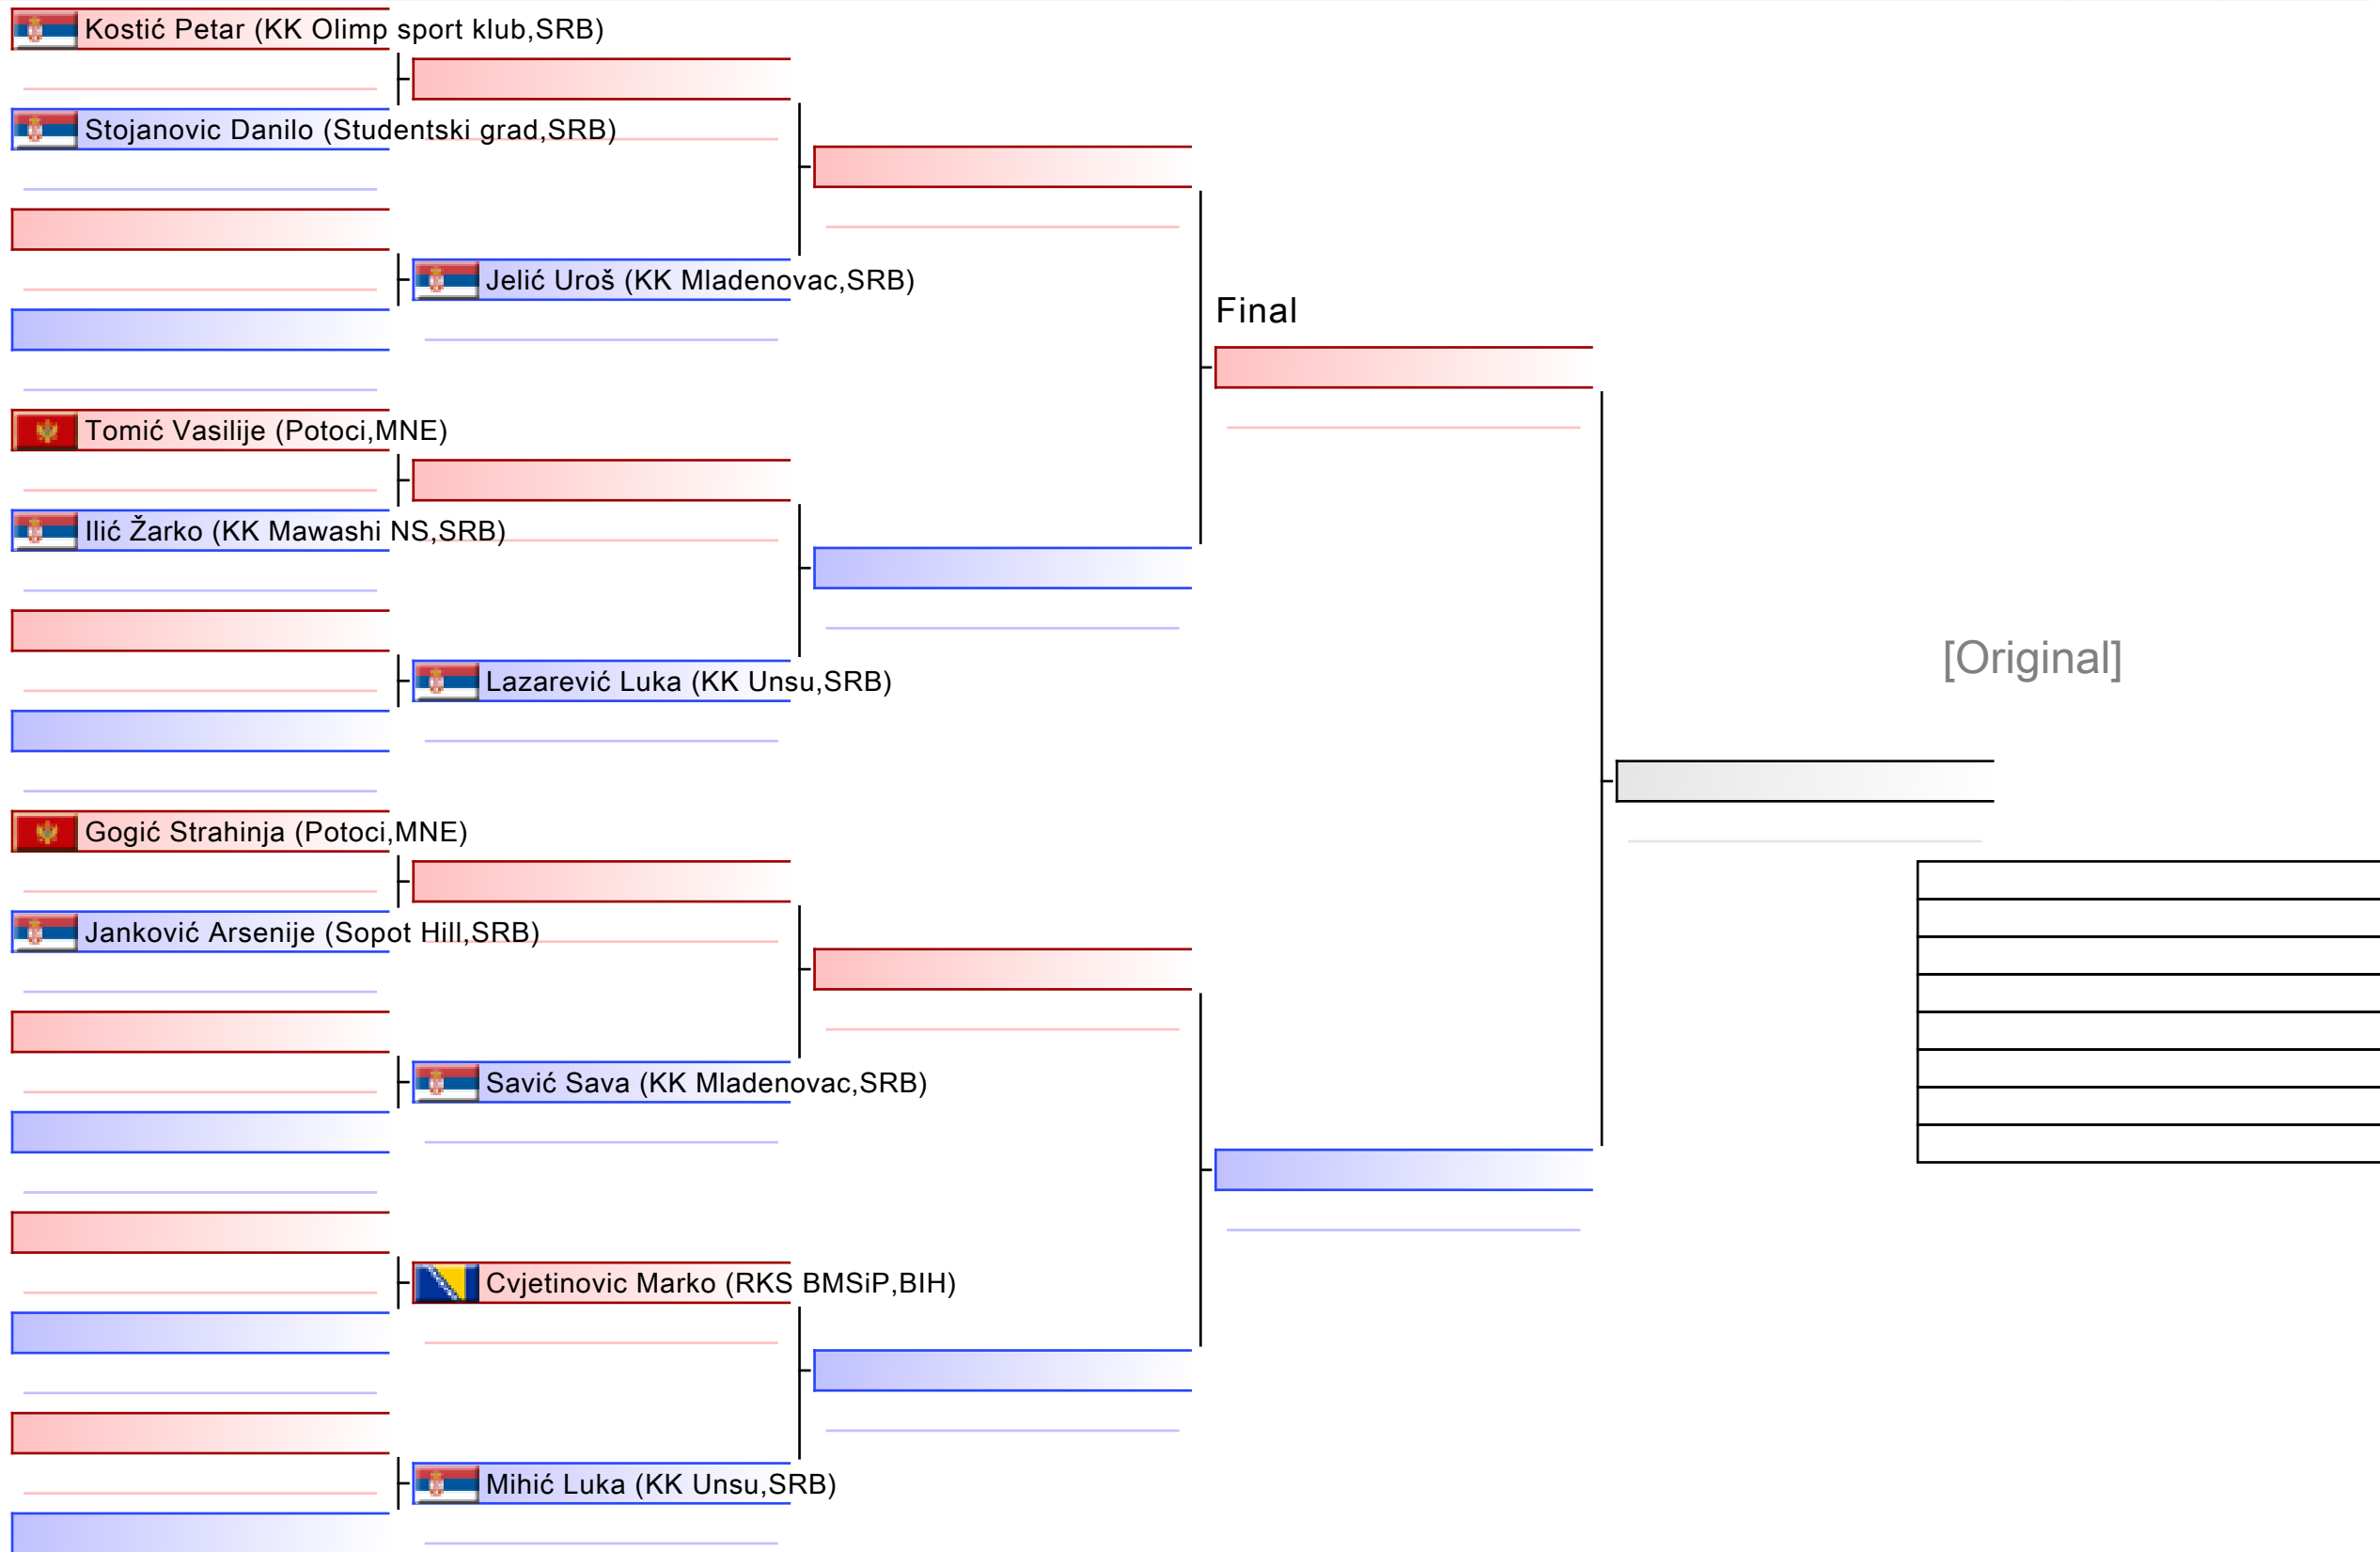 Kostić Petar (KK Olimp sport klub,SRB)
Stojanovic Danilo (Studentski grad,SRB)
Jelić Uroš (KK Mladenovac,SRB)
Final
Tomić Vasilije (Potoci,MNE)
Ilić Žarko (KK Mawashi NS,SRB)
[Original]
Lazarević Luka (KK Unsu,SRB)
Gogić Strahinja (Potoci,MNE)
Janković Arsenije (Sopot Hill,SRB)
Savić Sava (KK Mladenovac,SRB)
Cvjetinovic Marko (RKS BMSiP,BIH)
Mihić Luka (KK Unsu,SRB)